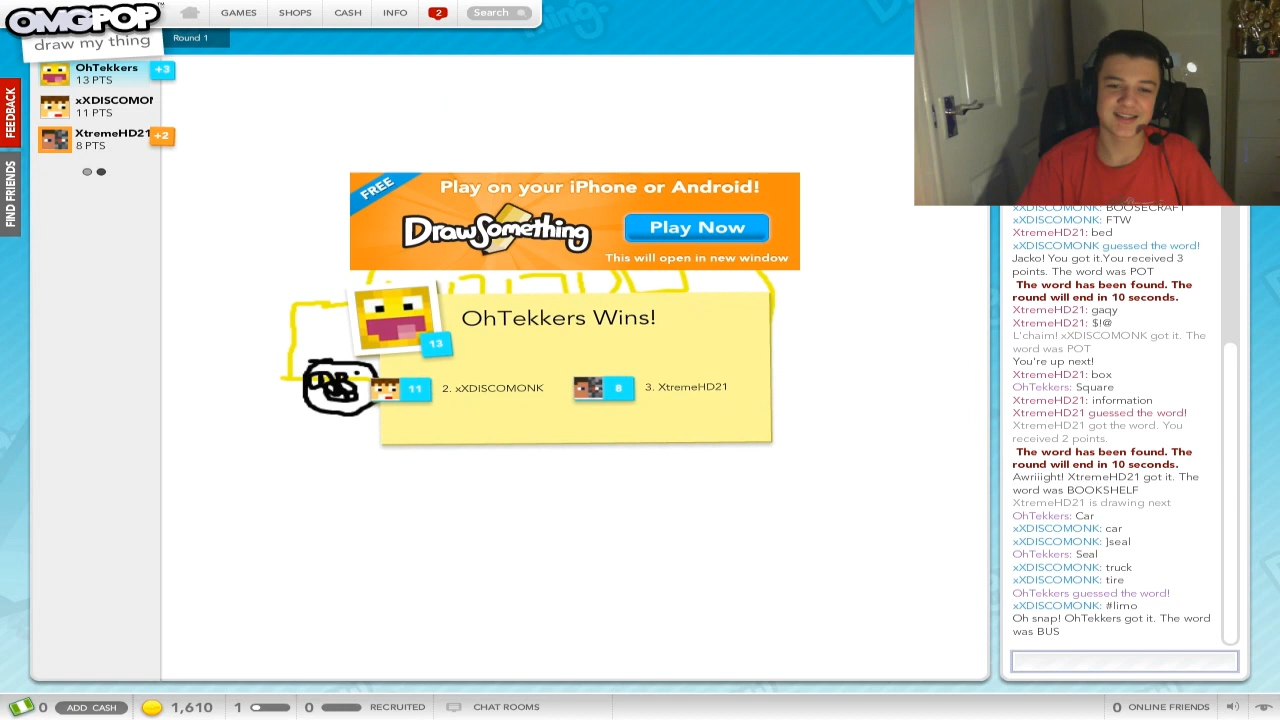 OMGPOP
GAMES SHOPS CASH INFO 2 Search
draw my thing
Round 1
OhTekkers +3
13 PTS
xXDISCOMON
11 PTS
XtremeHD21 +2
8 PTS
FEEDBACK
FIND FRIENDS
FREE
Play on your iPhone or Android!
DrawSomething
Play Now
This will open in new window
OhTekkers Wins!
13
11 2. xXDISCOMONK 8 3. XtremeHD21
xXDISCOMONK: BOOSECRAFT
xXDISCOMONK: FTW
XtremeHD21: bed
xXDISCOMONK guessed the word!
Jacko! You got it.You received 3
points. The word was POT
The word has been found. The
round will end in 10 seconds.
XtremeHD21: gaqy
XtremeHD21: $!@
L'chaim! xXDISCOMONK got it. The
word was POT
You're up next!
XtremeHD21: box
OhTekkers: Square
XtremeHD21: information
XtremeHD21 guessed the word!
XtremeHD21 got the word. You
received 2 points.
The word has been found. The
round will end in 10 seconds.
Awriiight! XtremeHD21 got it. The
word was BOOKSHELF
XtremeHD21 is drawing next
OhTekkers: Car
xXDISCOMONK: car
xXDISCOMONK: ]seal
OhTekkers: Seal
xXDISCOMONK: truck
xXDISCOMONK: tire
OhTekkers guessed the word!
xXDISCOMONK: #limo
Oh snap! OhTekkers got it. The word
was BUS
0 ADD CASH 1,610 1 0 RECRUITED CHAT ROOMS 0 ONLINE FRIENDS